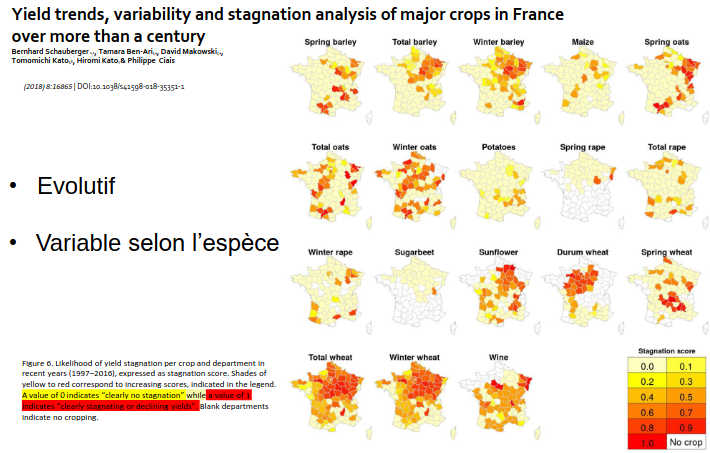 Yield trends, variability and stagnation analysis of major crops in France
over more than a century
Bernhard Schauberger, Tamara Ben-Ari, David Makowski,
Tomomichi Kato, Hiromi Kato & Philippe Ciais
(2018) 8:16865 | DOI:10.1038/s41598-018-35351-1
• Evolutif
• Variable selon l'espèce
Spring barley Total barley Winter barley Maize Spring oats
Total oats Winter oats Potatoes Spring rape Total rape
Winter rape Sugarbeet Sunflower Durum wheat Spring wheat
Total wheat Winter wheat Wine
Figure 6. Likelihood of yield stagnation per crop and department in
recent years (1997–2016), expressed as stagnation score. Shades of
yellow to red correspond to increasing scores, indicated in the legend.
A value of 0 indicates "clearly no stagnation" while a value of 1
indicates "clearly stagnating or declining yields". Blank departments
indicate no cropping.
Stagnation score
0.0 0.1
0.2 0.3
0.4 0.5
0.6 0.7
0.8 0.9
1.0 No crop